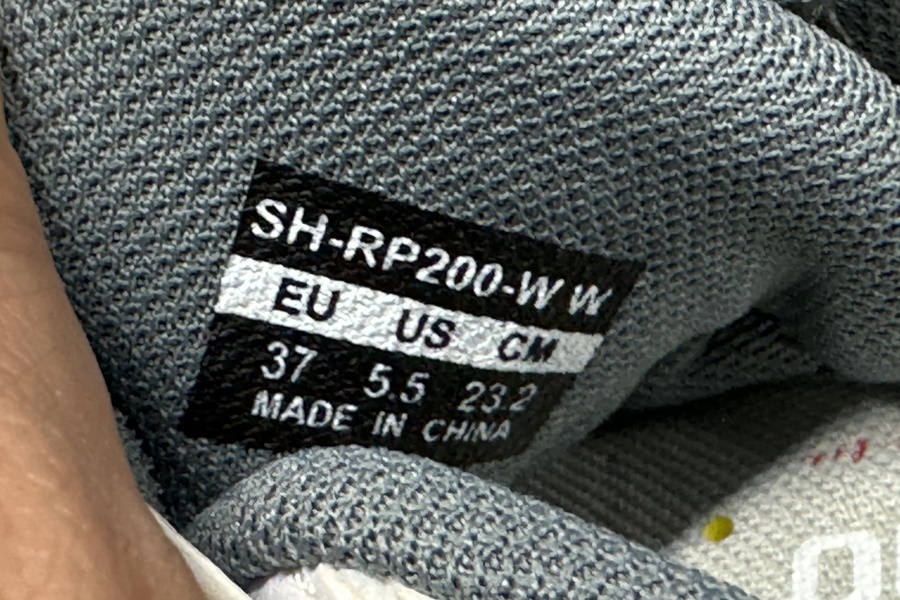 SH-RP200-W W
EU US CM
37 5.5 23.2
MADE IN CHINA